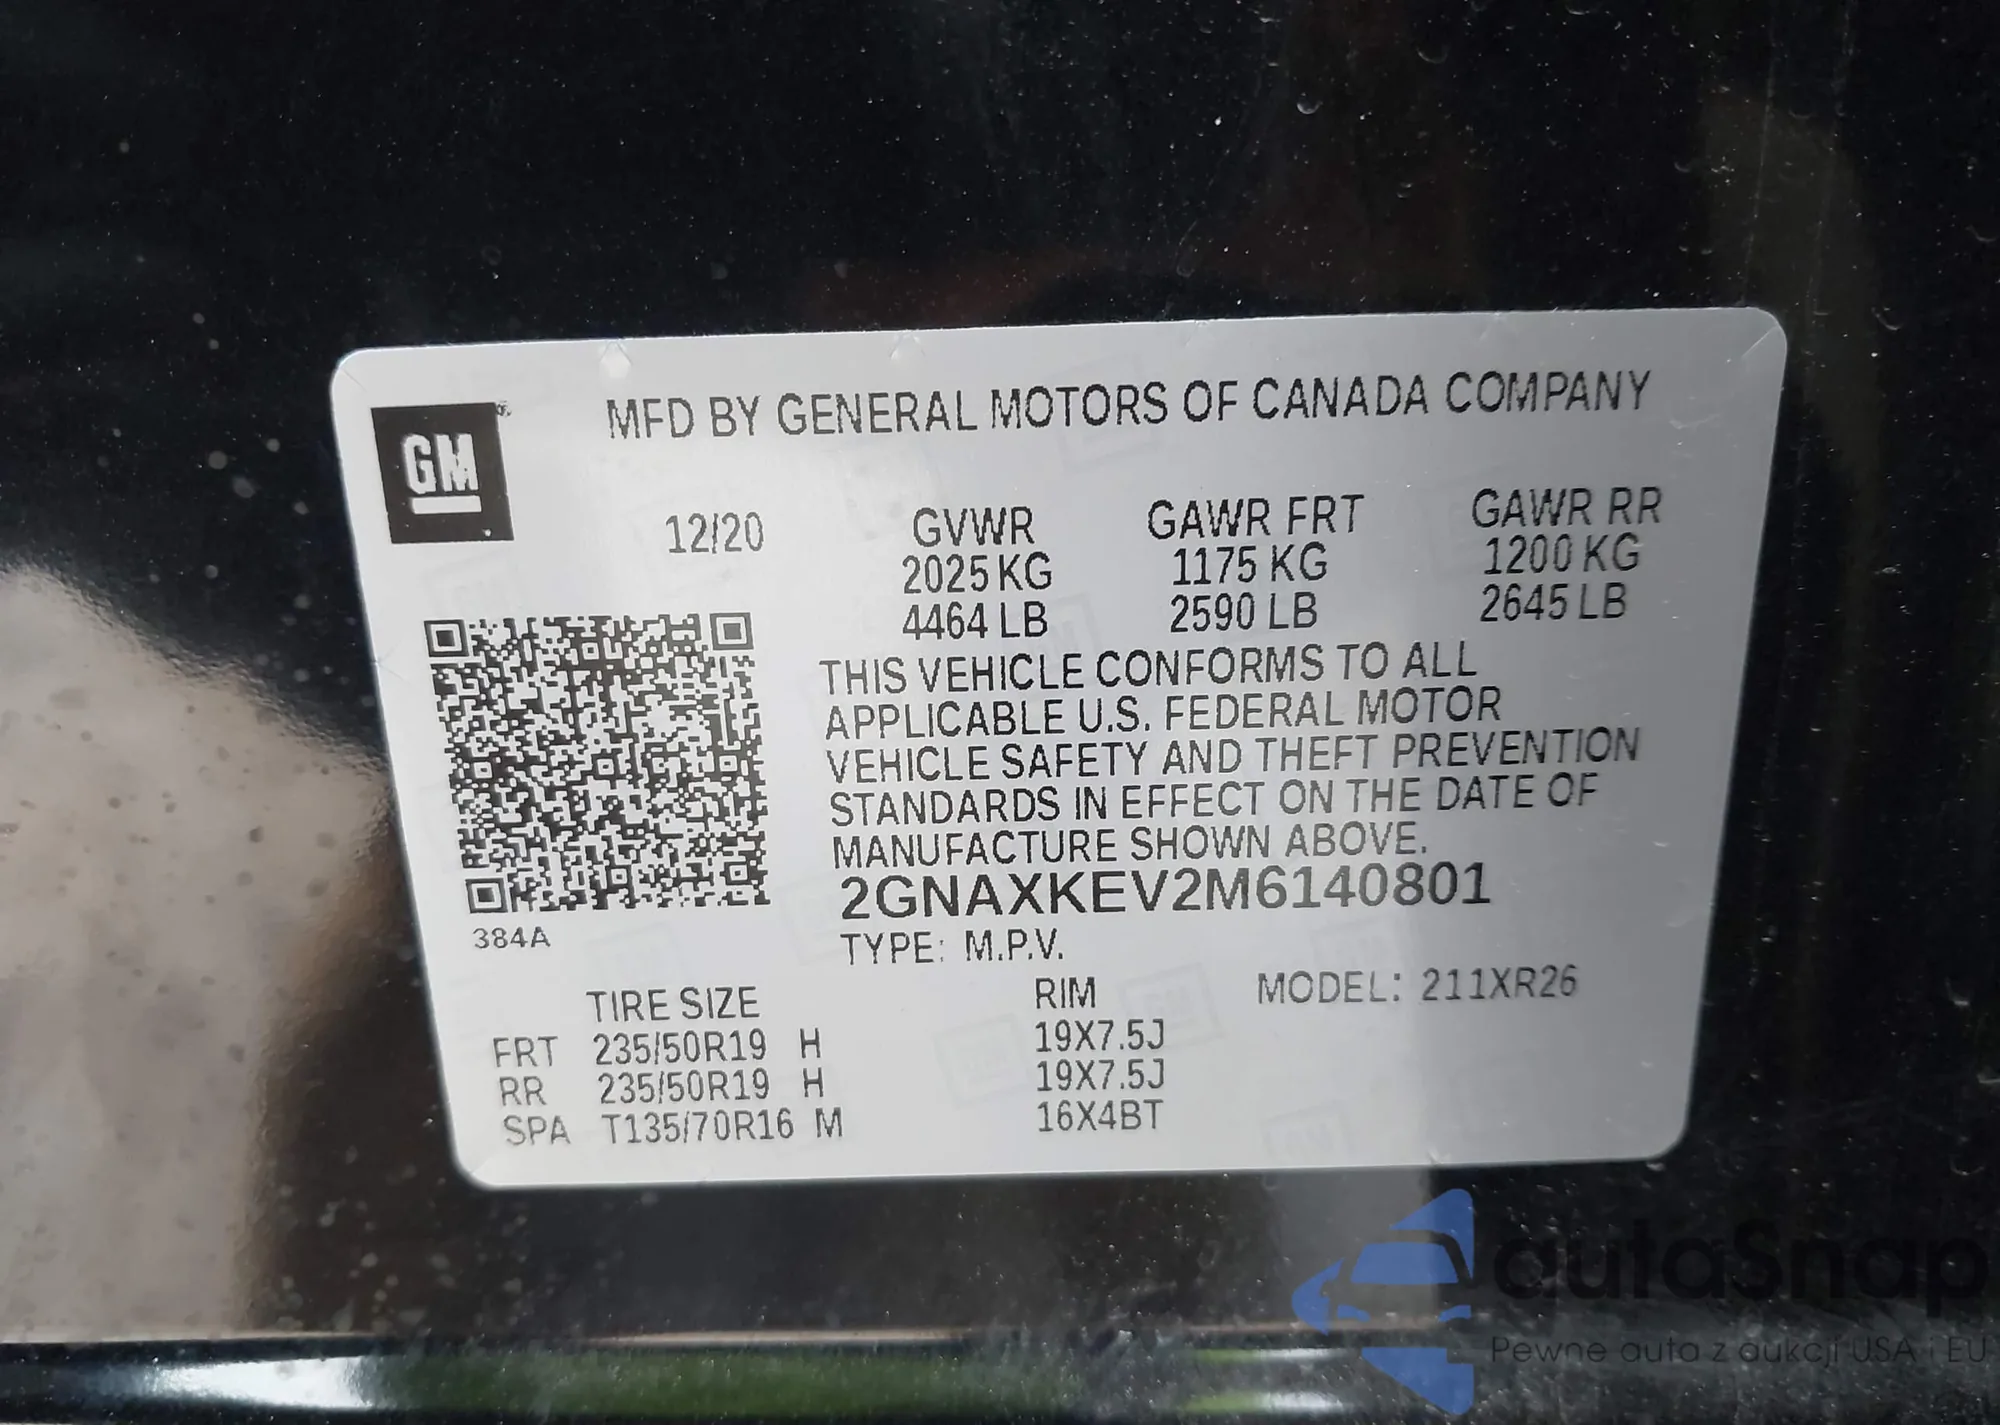 GM
MFD BY GENERAL MOTORS OF CANADA COMPANY
12/20
GVWR
2025 KG
4464 LB
GAWR FRT
1175 KG
2590 LB
GAWR RR
1200 KG
2645 LB
THIS VEHICLE CONFORMS TO ALL
APPLICABLE U.S. FEDERAL MOTOR
VEHICLE SAFETY AND THEFT PREVENTION
STANDARDS IN EFFECT ON THE DATE OF
MANUFACTURE SHOWN ABOVE.
2GNAXKEV2M6140801
384A
TYPE: M.P.V.
TIRE SIZE RIM MODEL: 211XR26
FRT 235/50R19 H 19X7.5J
RR 235/50R19 H 19X7.5J
SPA T135/70R16 M 16X4BT
autaSnap
Pewne auta z aukcji USA i EU